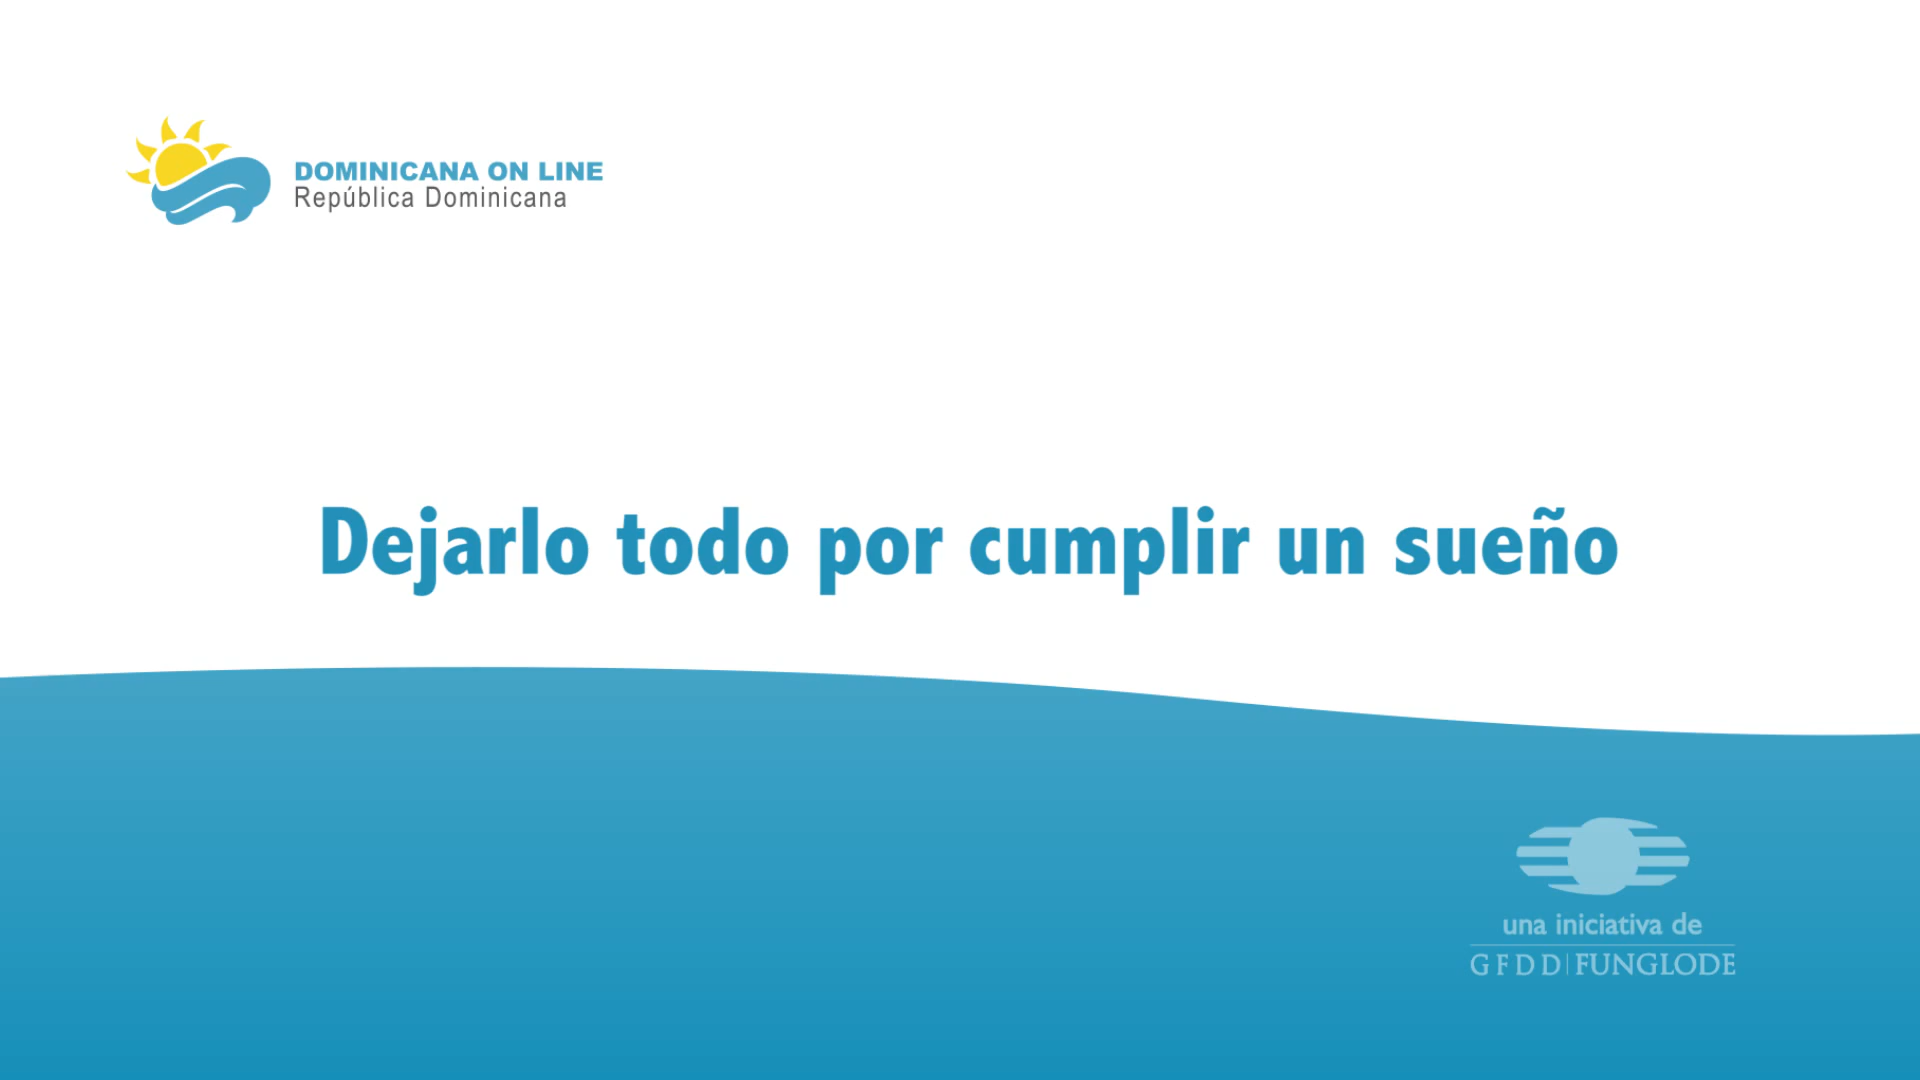 DOMINICANA ON LINE
República Dominicana
Dejarlo todo por cumplir un sueño
una iniciativa de
GFDD|FUNGLODE